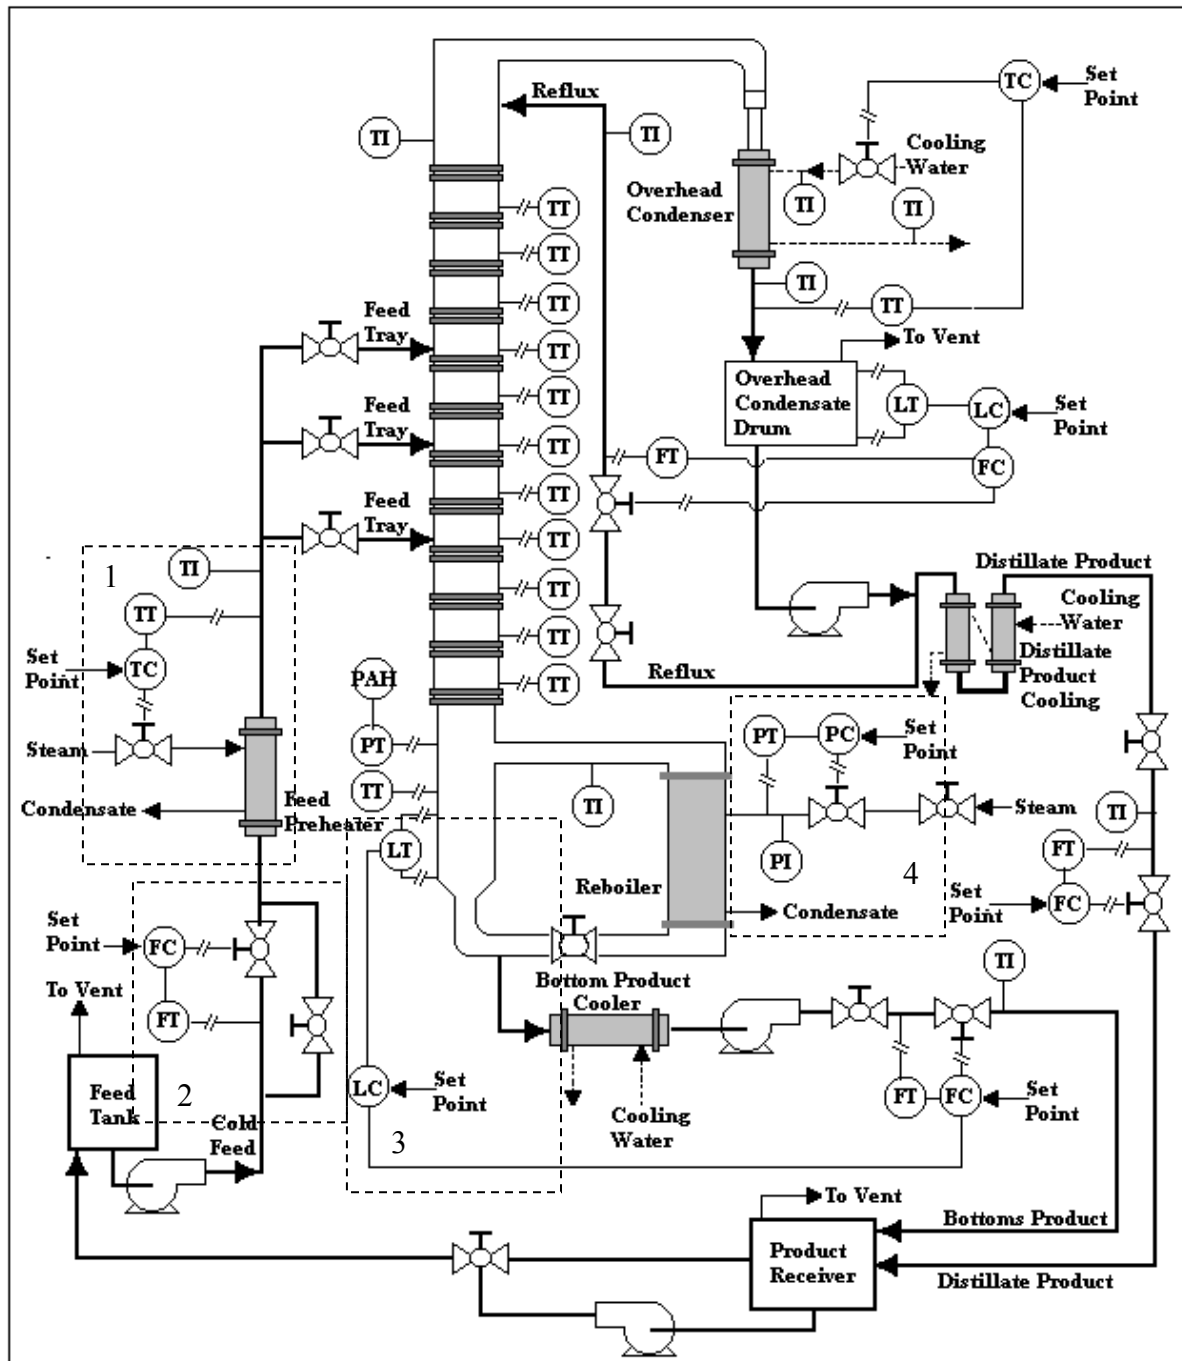 Reflux
TC
Set
Point
TI
TI
Cooling
Water
Overhead
Condenser
TI
TI
TT
TT
TT
TI
TT
Feed
Tray
To Vent
TT
Overhead
Condensate
Drum
LT
LC
Set
Point
TT
Feed
Tray
TT
FT
FC
TT
Feed
Tray
TT
1
TI
Distillate Product
TT
TT
Cooling
Water
Set
Point
TC
TT
Distillate
Product
Cooling
PAH
TT
Reflux
Steam
PT
PT
PC
Set
Point
Condensate
Feed
Preheater
TT
TI
Steam
TI
LT
PI
4
FT
Reboiler
Set
Point
FC
Condensate
Set
Point
FC
To Vent
FT
Bottom Product
Cooler
TI
Feed
Tank
2
LC
Set
Point
FT
FC
Set
Point
Cold
Feed
3
Cooling
Water
To Vent
Bottoms Product
Product
Receiver
Distillate Product